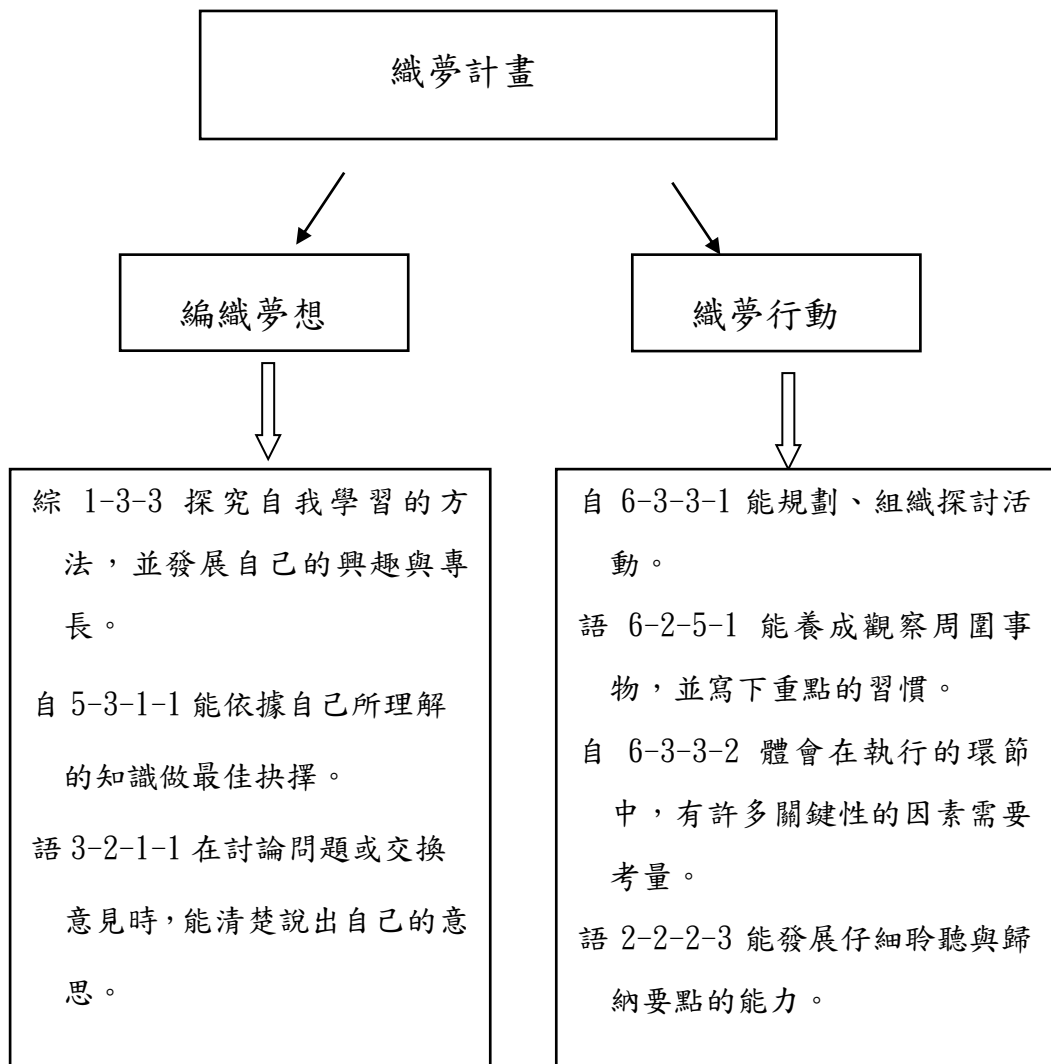 織夢計畫
編織夢想
織夢行動
綜 1-3-3 探究自我學習的方
法，並發展自己的興趣與專
長。
自 5-3-1-1 能依據自己所理解
的知識做最佳抉擇。
語 3-2-1-1 在討論問題或交換
意見時，能清楚說出自己的意
思。
自 6-3-3-1 能規劃、組織探討活
動。
語 6-2-5-1 能養成觀察周圍事
物，並寫下重點的習慣。
自 6-3-3-2 體會在執行的環節
中，有許多關鍵性的因素需要
考量。
語 2-2-2-3 能發展仔細聆聽與歸
納要點的能力。